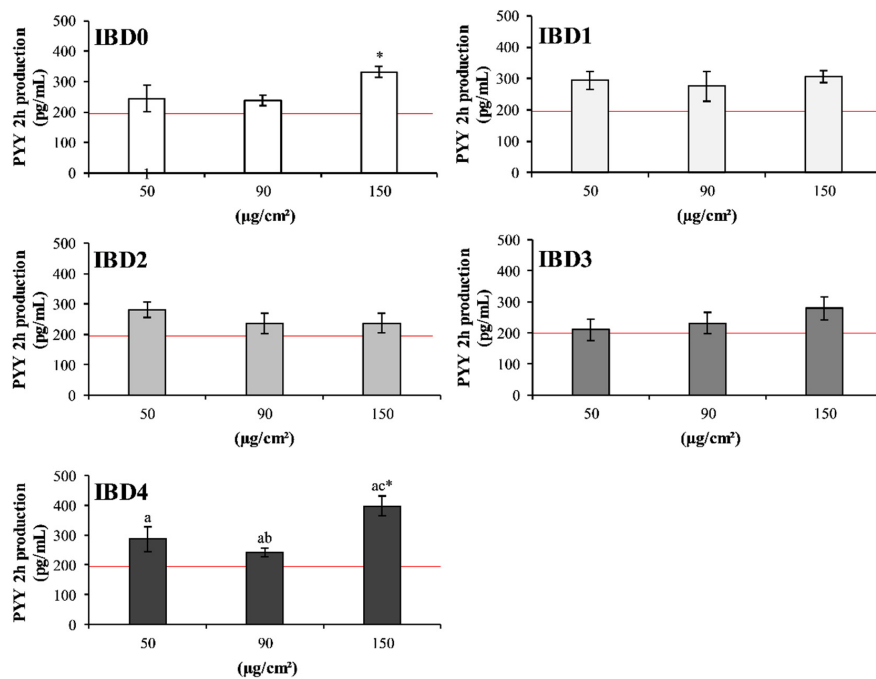 IBD0
PYY 2h production
(pg/mL)
500
400
300
200
100
0
*
50 90 150
(µg/cm²)
IBD1
PYY 2h production
(pg/mL)
500
400
300
200
100
0
50 90 150
(µg/cm²)
IBD2
PYY 2h production
(pg/mL)
500
400
300
200
100
0
50 90 150
(µg/cm²)
IBD3
PYY 2h production
(pg/mL)
500
400
300
200
100
0
50 90 150
(µg/cm²)
IBD4
PYY 2h production
(pg/mL)
500
400
300
200
100
0
a ab ac*
50 90 150
(µg/cm²)